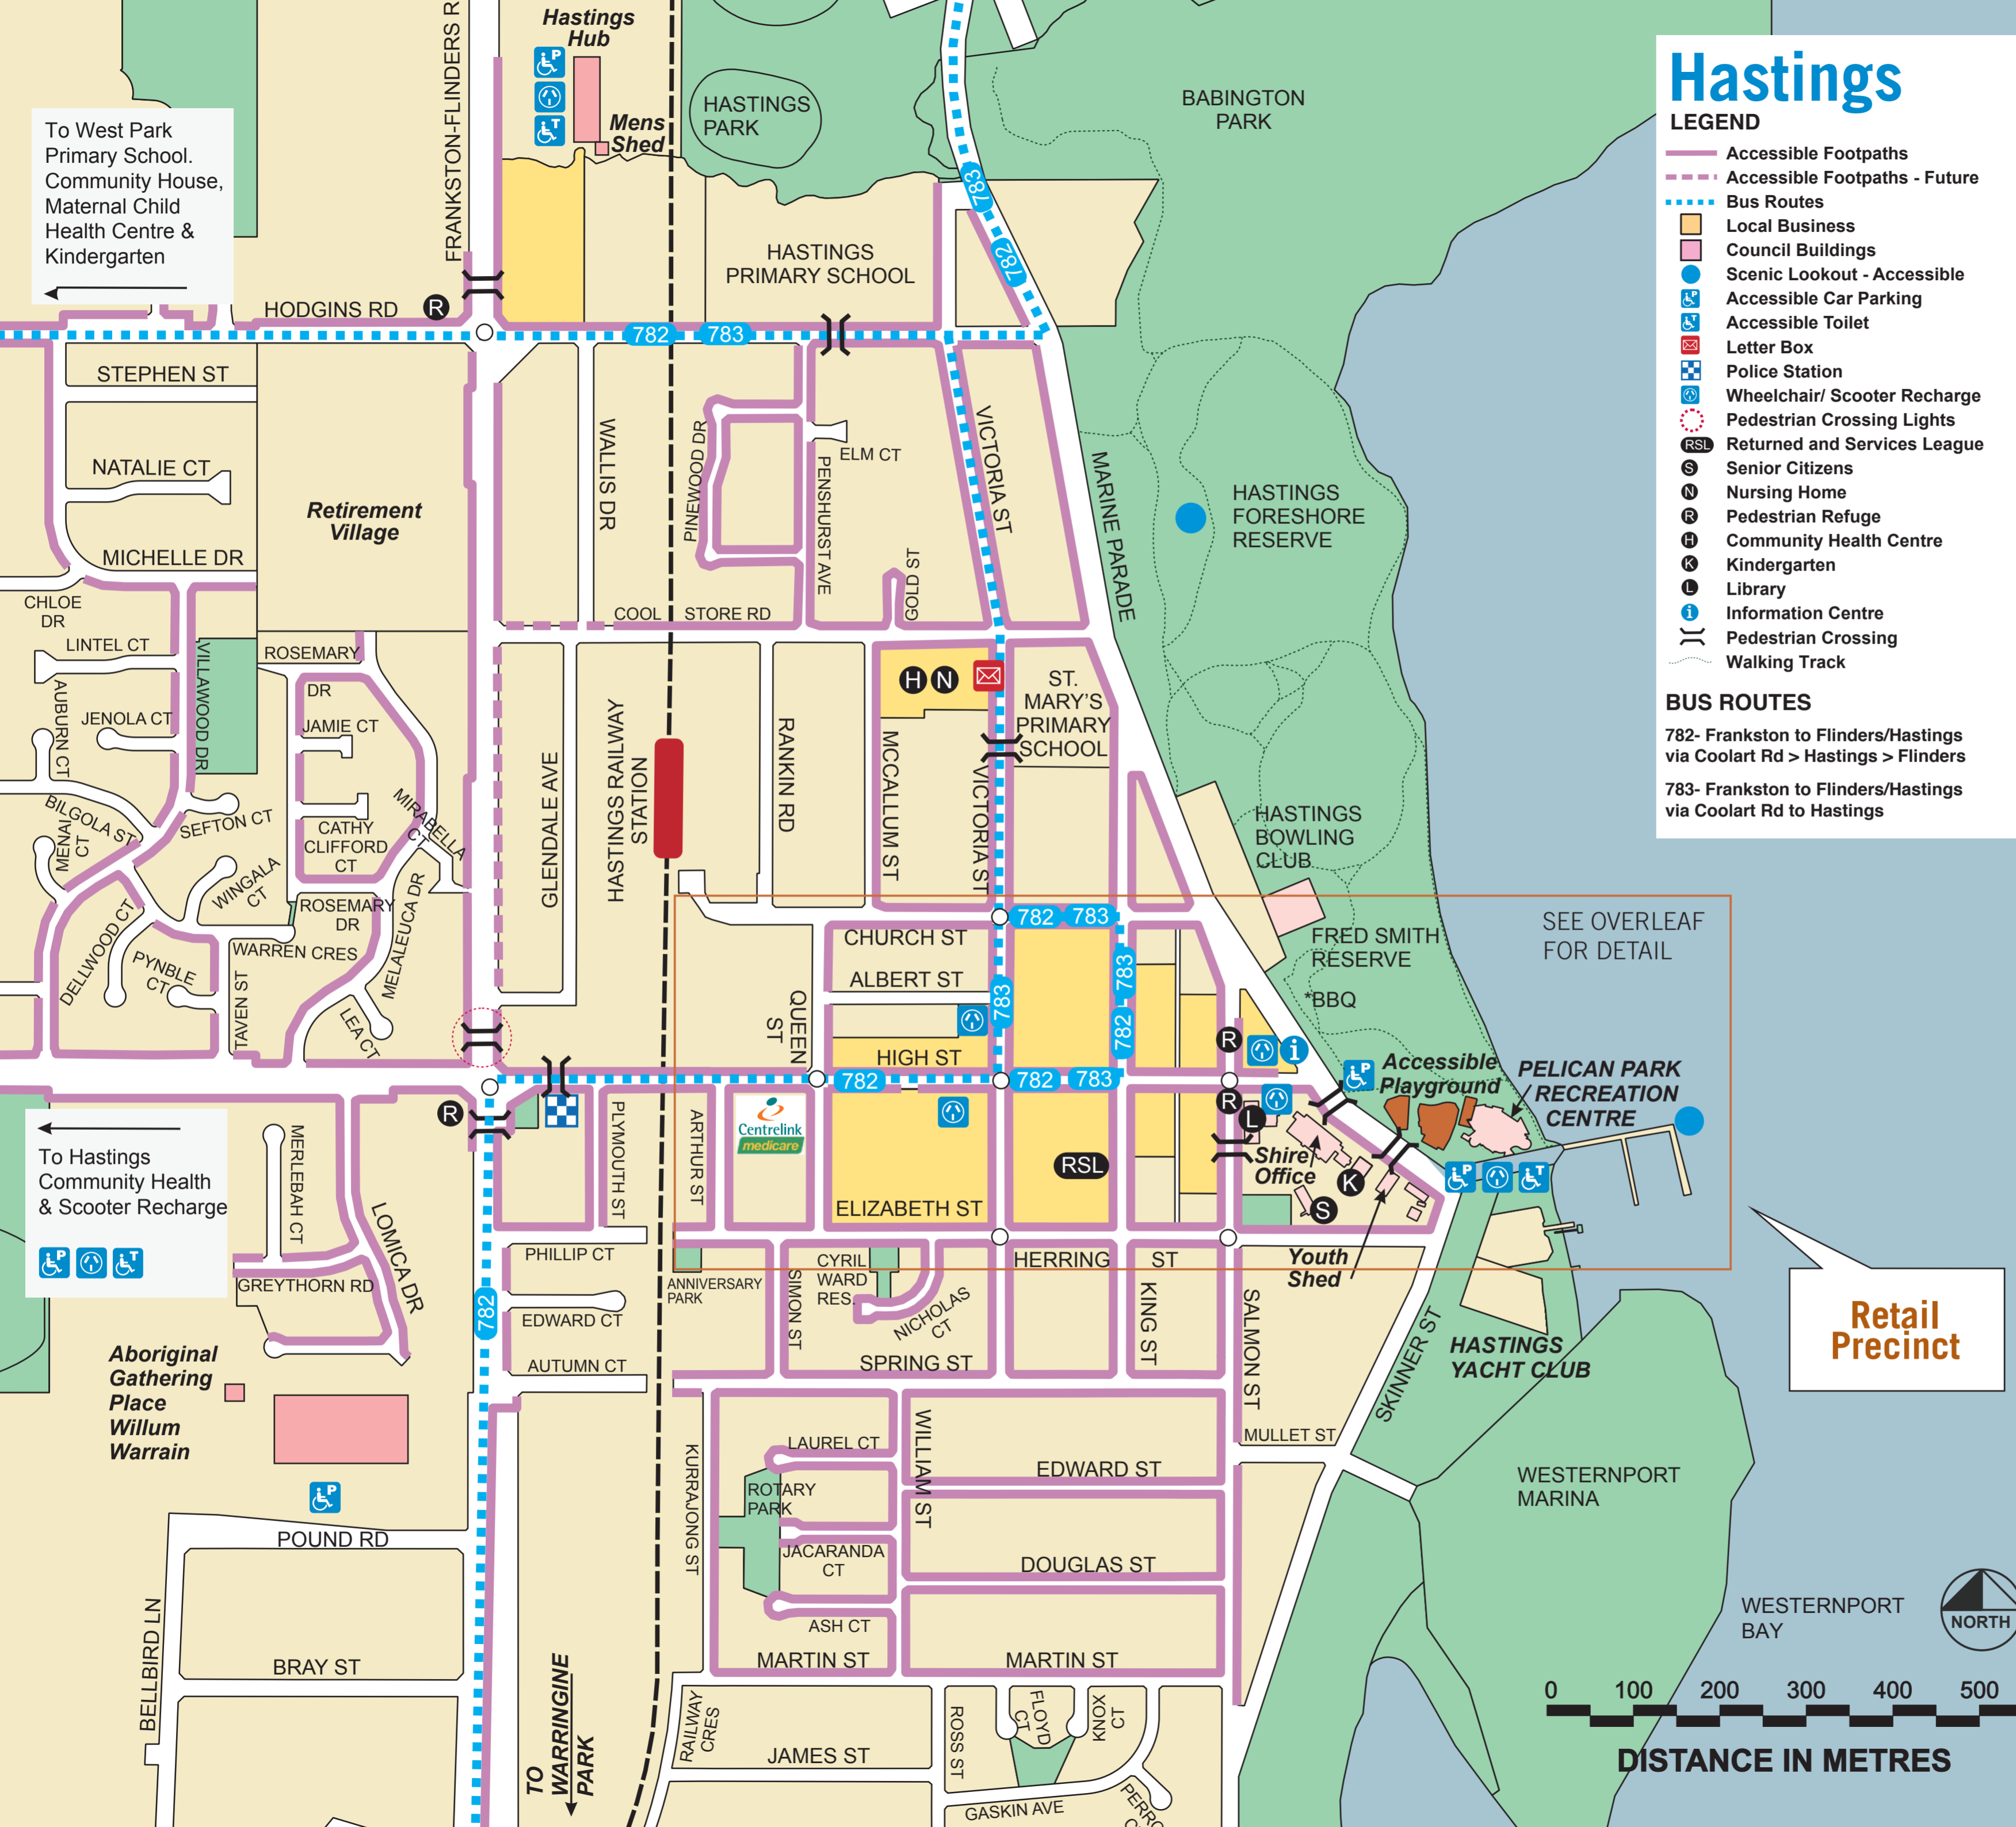 Hastings
LEGEND
Accessible Footpaths
Accessible Footpaths - Future
Bus Routes
Local Business
Council Buildings
Scenic Lookout - Accessible
Accessible Car Parking
Accessible Toilet
Letter Box
Police Station
Wheelchair/ Scooter Recharge
Pedestrian Crossing Lights
RSL Returned and Services League
S Senior Citizens
N Nursing Home
R Pedestrian Refuge
H Community Health Centre
K Kindergarten
L Library
i Information Centre
Pedestrian Crossing
Walking Track
BUS ROUTES
782- Frankston to Flinders/Hastings
via Coolart Rd > Hastings > Flinders
783- Frankston to Flinders/Hastings
via Coolart Rd to Hastings
To West Park
Primary School.
Community House,
Maternal Child
Health Centre &
Kindergarten
FRANKSTON-FLINDERS R
Hastings
Hub
P
T
Mens
Shed
HASTINGS
PARK
BABINGTON
PARK
783
782
HASTINGS
PRIMARY SCHOOL
HODGINS RD
R
782
783
STEPHEN ST
NATALIE CT
MICHELLE DR
Retirement
Village
WALLIS DR
PINEWOOD DR
PENSHURST AVE
ELM CT
GOLD ST
VICTORIA ST
MARINE PARADE
HASTINGS
FORESHORE
RESERVE
COOL STORE RD
CHLOE
DR
LINTEL CT
AUBURN CT
JENOLA CT
VILLAWOOD DR
ROSEMARY
DR
JAMIE CT
CATHY
CLIFFORD
CT
MIRABELLA
CT
BILGOLA ST
MENAI
CT
SEFTON CT
WINGALA
CT
DELLWOOD CT
PYNBLE
CT
ROSEMARY
DR
WARREN CRES
TAVEN ST
LEA CT
MELALEUCA DR
GLENDALE AVE
HASTINGS RAILWAY
STATION
RANKIN RD
MCCALLUM ST
VICTORIA ST
H
N
ST.
MARY'S
PRIMARY
SCHOOL
HASTINGS
BOWLING
CLUB
782
783
CHURCH ST
ALBERT ST
QUEEN
ST
HIGH ST
783
783
782
FRED SMITH
RESERVE
*BBQ
SEE OVERLEAF
FOR DETAIL
R
i
P
Accessible
Playground
PELICAN PARK
RECREATION
CENTRE
782
782
783
R
R
L
PLYMOUTH ST
ARTHUR ST
Centrelink
medicare
RSL
Shire
Office
K
S
P
T
ELIZABETH ST
Youth
Shed
To Hastings
Community Health
& Scooter Recharge
P
T
MERLEBAH CT
LOMICA DR
GREYTHORN RD
782
PHILLIP CT
EDWARD CT
AUTUMN CT
ANNIVERSARY
PARK
SIMON ST
CYRIL
WARD
RES.
NICHOLAS
CT
HERRING ST
KING ST
SALMON ST
SPRING ST
SKINNER ST
HASTINGS
YACHT CLUB
Retail
Precinct
MULLET ST
Aboriginal
Gathering
Place
Willum
Warrain
P
POUND RD
BELLBIRD LN
BRAY ST
KURRAJONG ST
LAUREL CT
ROTARY
PARK
WILLIAM ST
EDWARD ST
JACARANDA
CT
DOUGLAS ST
ASH CT
MARTIN ST
MARTIN ST
WESTERNPORT
MARINA
WESTERNPORT
BAY
NORTH
TO
WARRINGINE
PARK
RAILWAY
CRES
JAMES ST
ROSS ST
FLOYD
CT
KNOX
CT
GASKIN AVE
PERRO
0 100 200 300 400 500
DISTANCE IN METRES